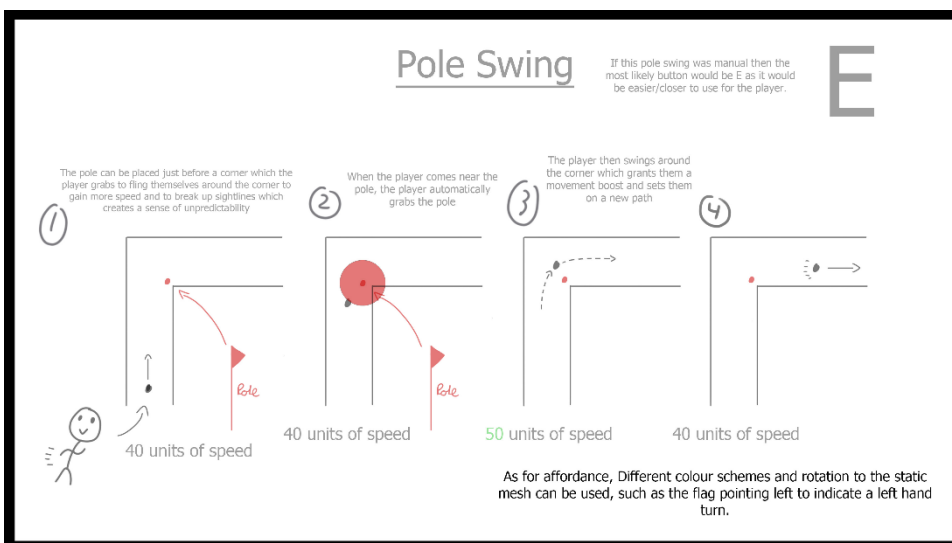 Pole Swing
If this pole swing was manual then the
most likely button would be E as it would
be easier/closer to use for the player.
E
1
The pole can be placed just before a corner which the
player grabs to fling themselves around the corner to
gain more speed and to break up sightlines which
creates a sense of unpredictability
Pole
40 units of speed
2
When the player comes near the
pole, the player automatically
grabs the pole
Pole
40 units of speed
3
The player then swings around
the corner which grants them a
movement boost and sets them
on a new path
50 units of speed
4
40 units of speed
As for affordance, Different colour schemes and rotation to the static
mesh can be used, such as the flag pointing left to indicate a left hand
turn.